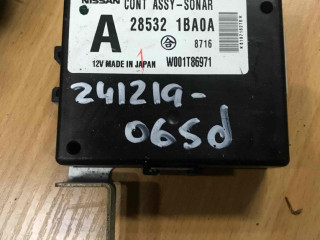 NISSAN CONT ASSY-SONAR
A 28532 1BA0A
8716
12V MADE IN JAPAN W001T86971
241219-
065d